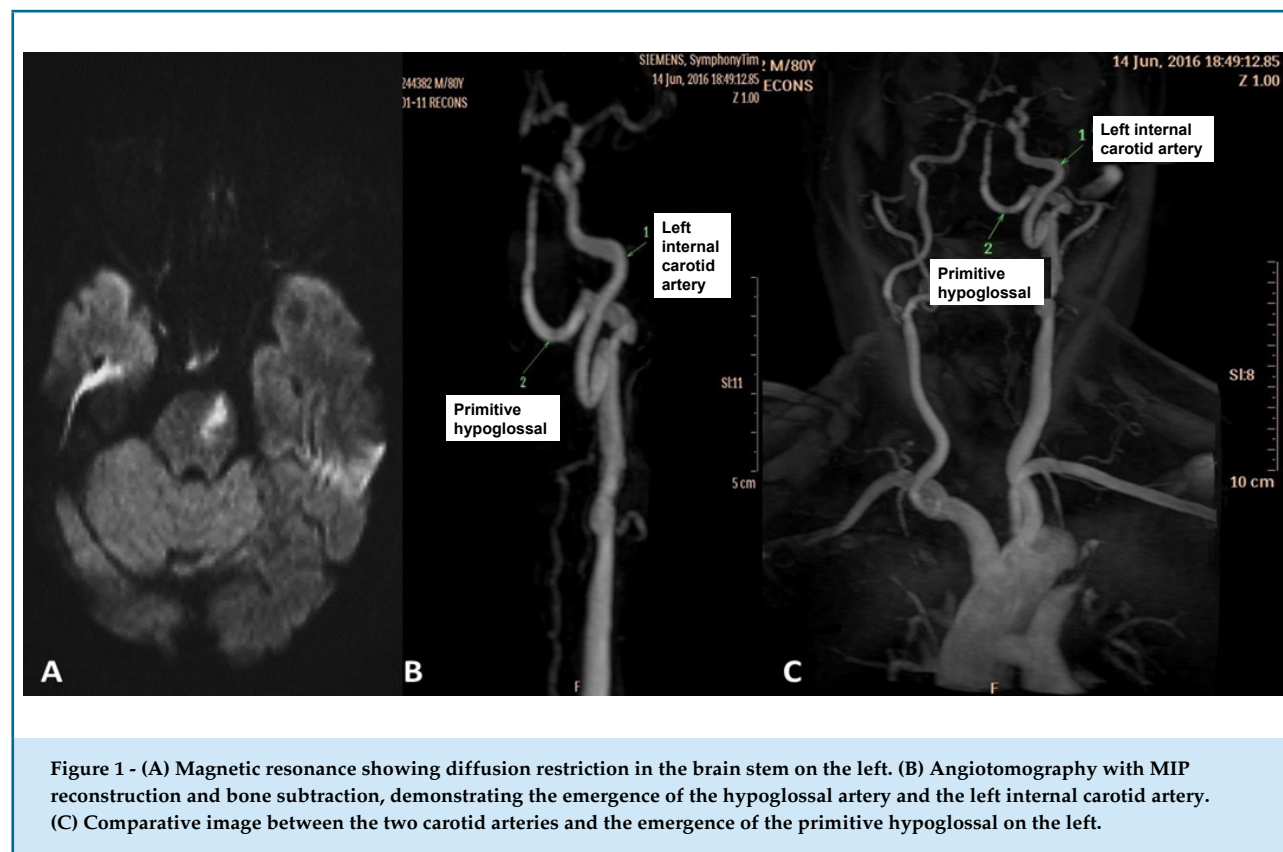 244382 M/80Y
01-11 RECONS
SIEMENS, SymphonyTim
14 Jun, 2016 18:49:12.85
Z 1.00
1 Left
internal
carotid
artery
2
Primitive
hypoglossal
SI:11
5 cm
F
B
A
2 M/80Y
ECONS
14 Jun, 2016 18:49:12.85
Z 1.00
1 Left internal
carotid artery
2
Primitive
hypoglossal
SI:8
10 cm
F
C
Figure 1 - (A) Magnetic resonance showing diffusion restriction in the brain stem on the left. (B) Angiotomography with MIP
reconstruction and bone subtraction, demonstrating the emergence of the hypoglossal artery and the left internal carotid artery.
(C) Comparative image between the two carotid arteries and the emergence of the primitive hypoglossal on the left.